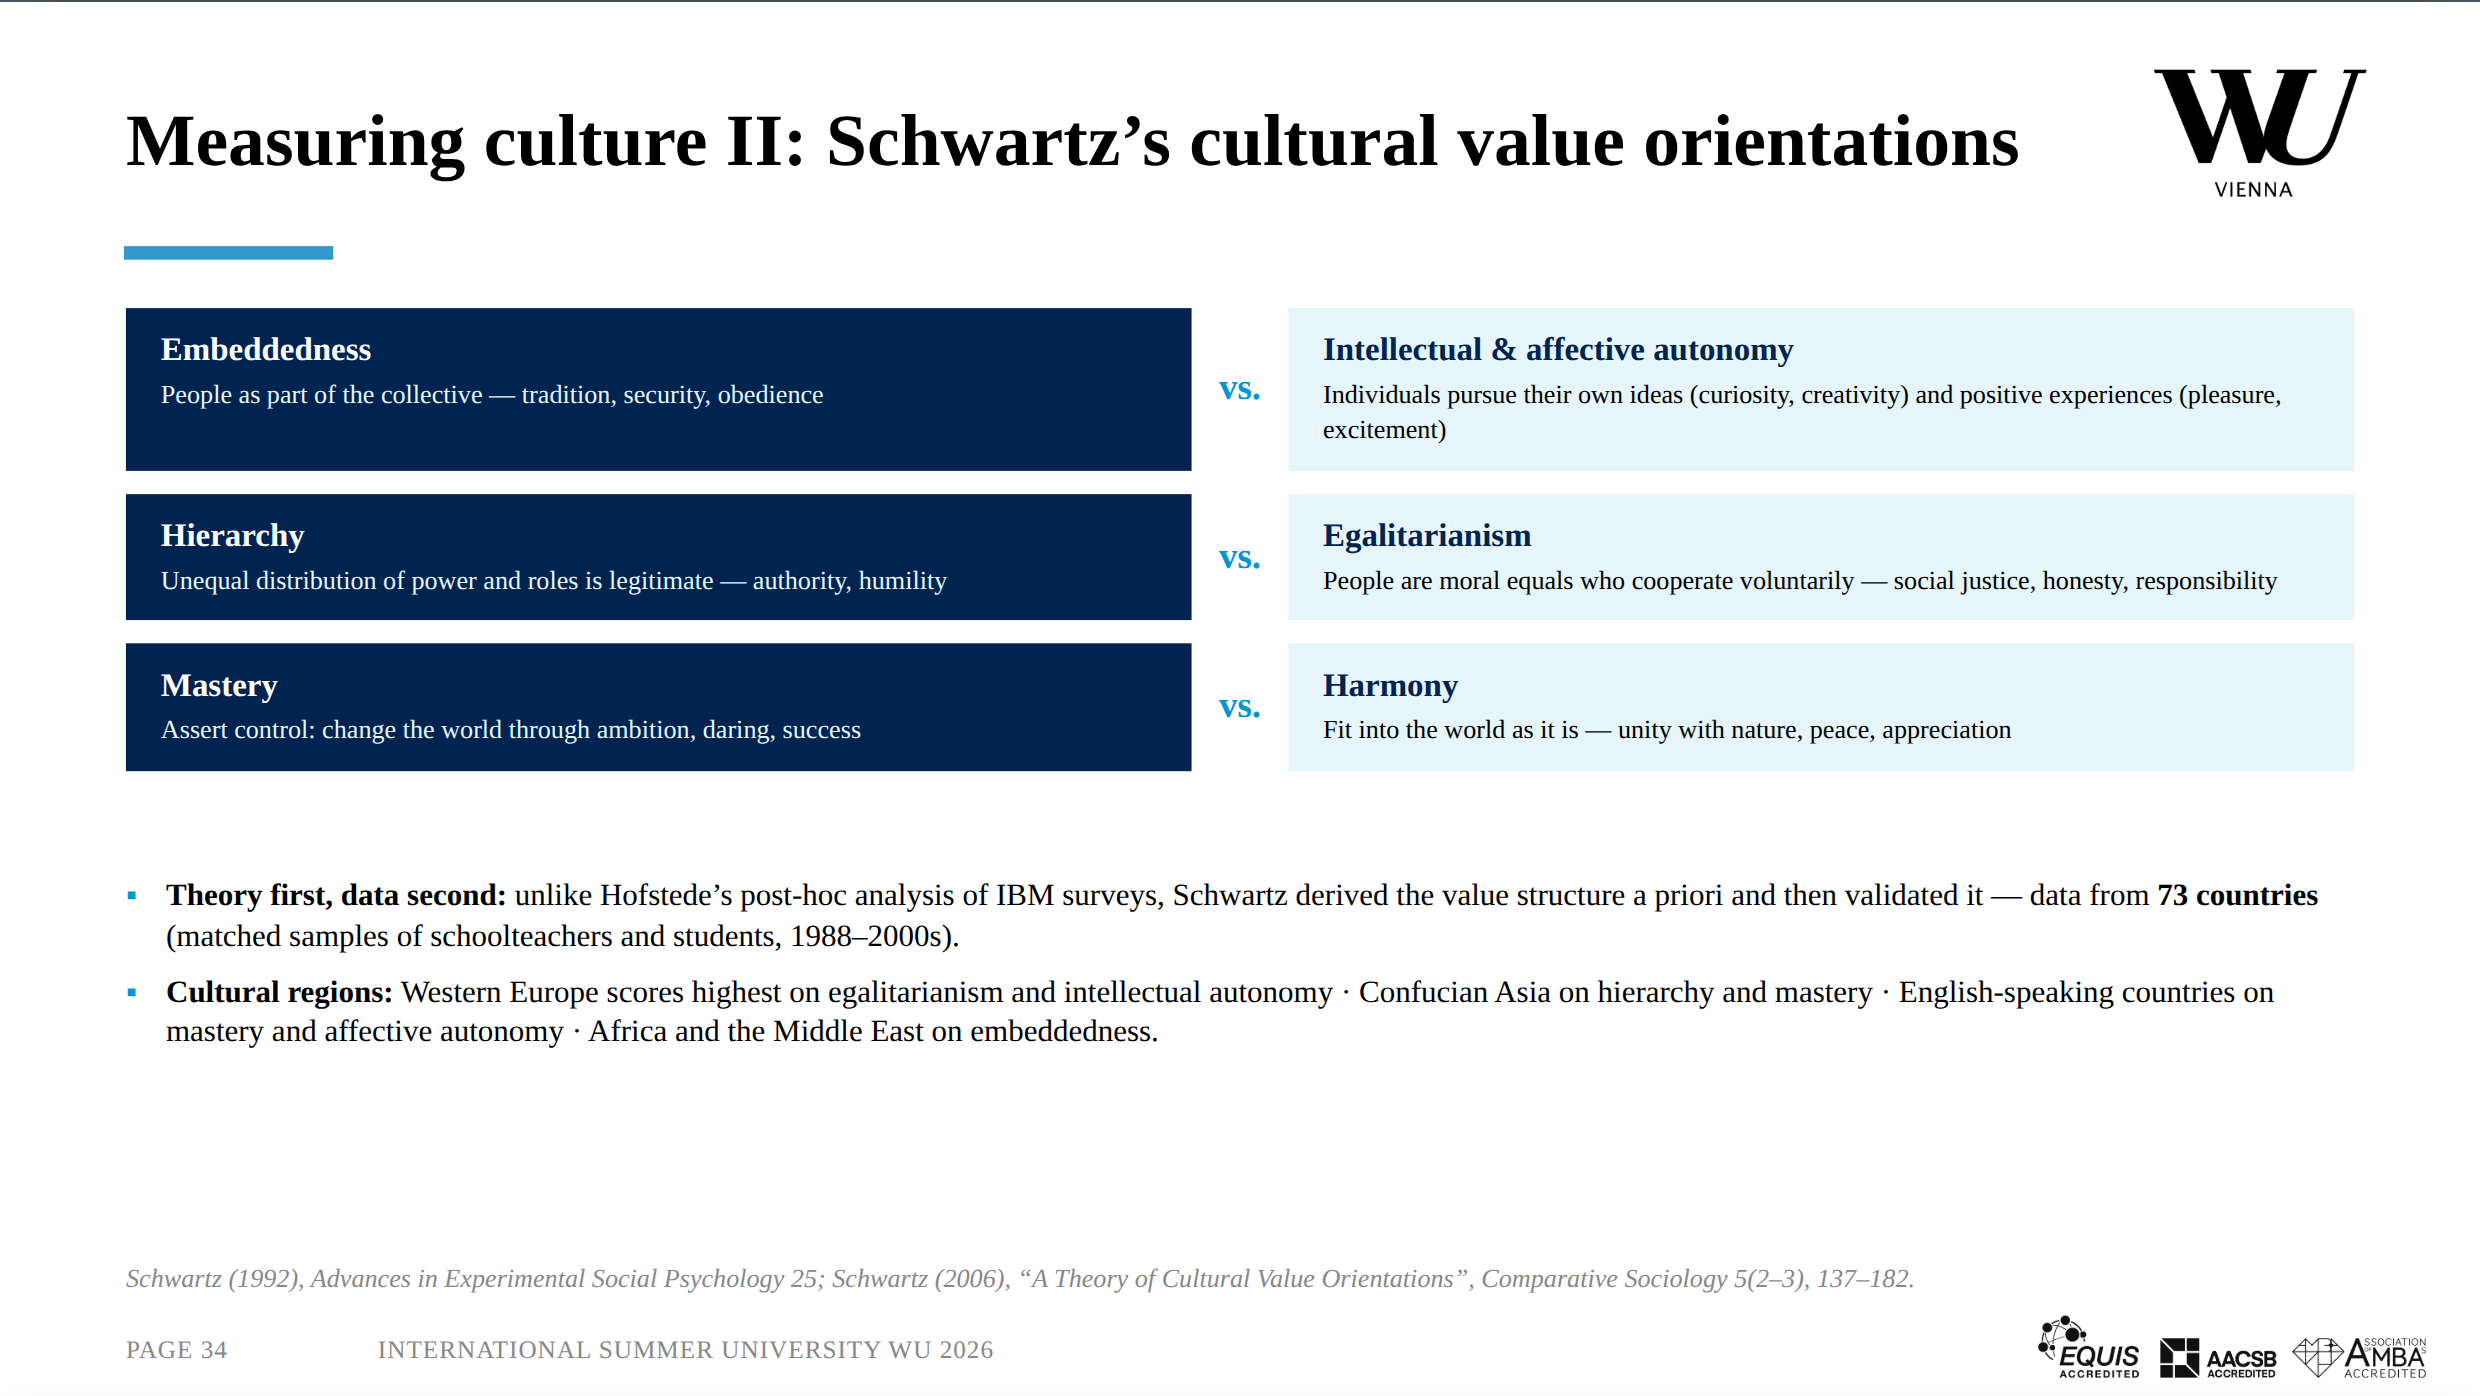 Measuring culture II: Schwartz’s cultural value orientations
WU
VIENNA
Embeddedness
People as part of the collective — tradition, security, obedience
vs.
Intellectual & affective autonomy
Individuals pursue their own ideas (curiosity, creativity) and positive experiences (pleasure,
excitement)
Hierarchy
Unequal distribution of power and roles is legitimate — authority, humility
vs.
Egalitarianism
People are moral equals who cooperate voluntarily — social justice, honesty, responsibility
Mastery
Assert control: change the world through ambition, daring, success
vs.
Harmony
Fit into the world as it is — unity with nature, peace, appreciation
▪ Theory first, data second: unlike Hofstede’s post-hoc analysis of IBM surveys, Schwartz derived the value structure a priori and then validated it — data from 73 countries
(matched samples of schoolteachers and students, 1988–2000s).
▪ Cultural regions: Western Europe scores highest on egalitarianism and intellectual autonomy · Confucian Asia on hierarchy and mastery · English-speaking countries on
mastery and affective autonomy · Africa and the Middle East on embeddedness.
Schwartz (1992), Advances in Experimental Social Psychology 25; Schwartz (2006), “A Theory of Cultural Value Orientations”, Comparative Sociology 5(2–3), 137–182.
PAGE 34
INTERNATIONAL SUMMER UNIVERSITY WU 2026
EQUIS
ACCREDITED
AACSB
ACCREDITED
ASSOCIATION
OF
AMBAS
ACCREDITED